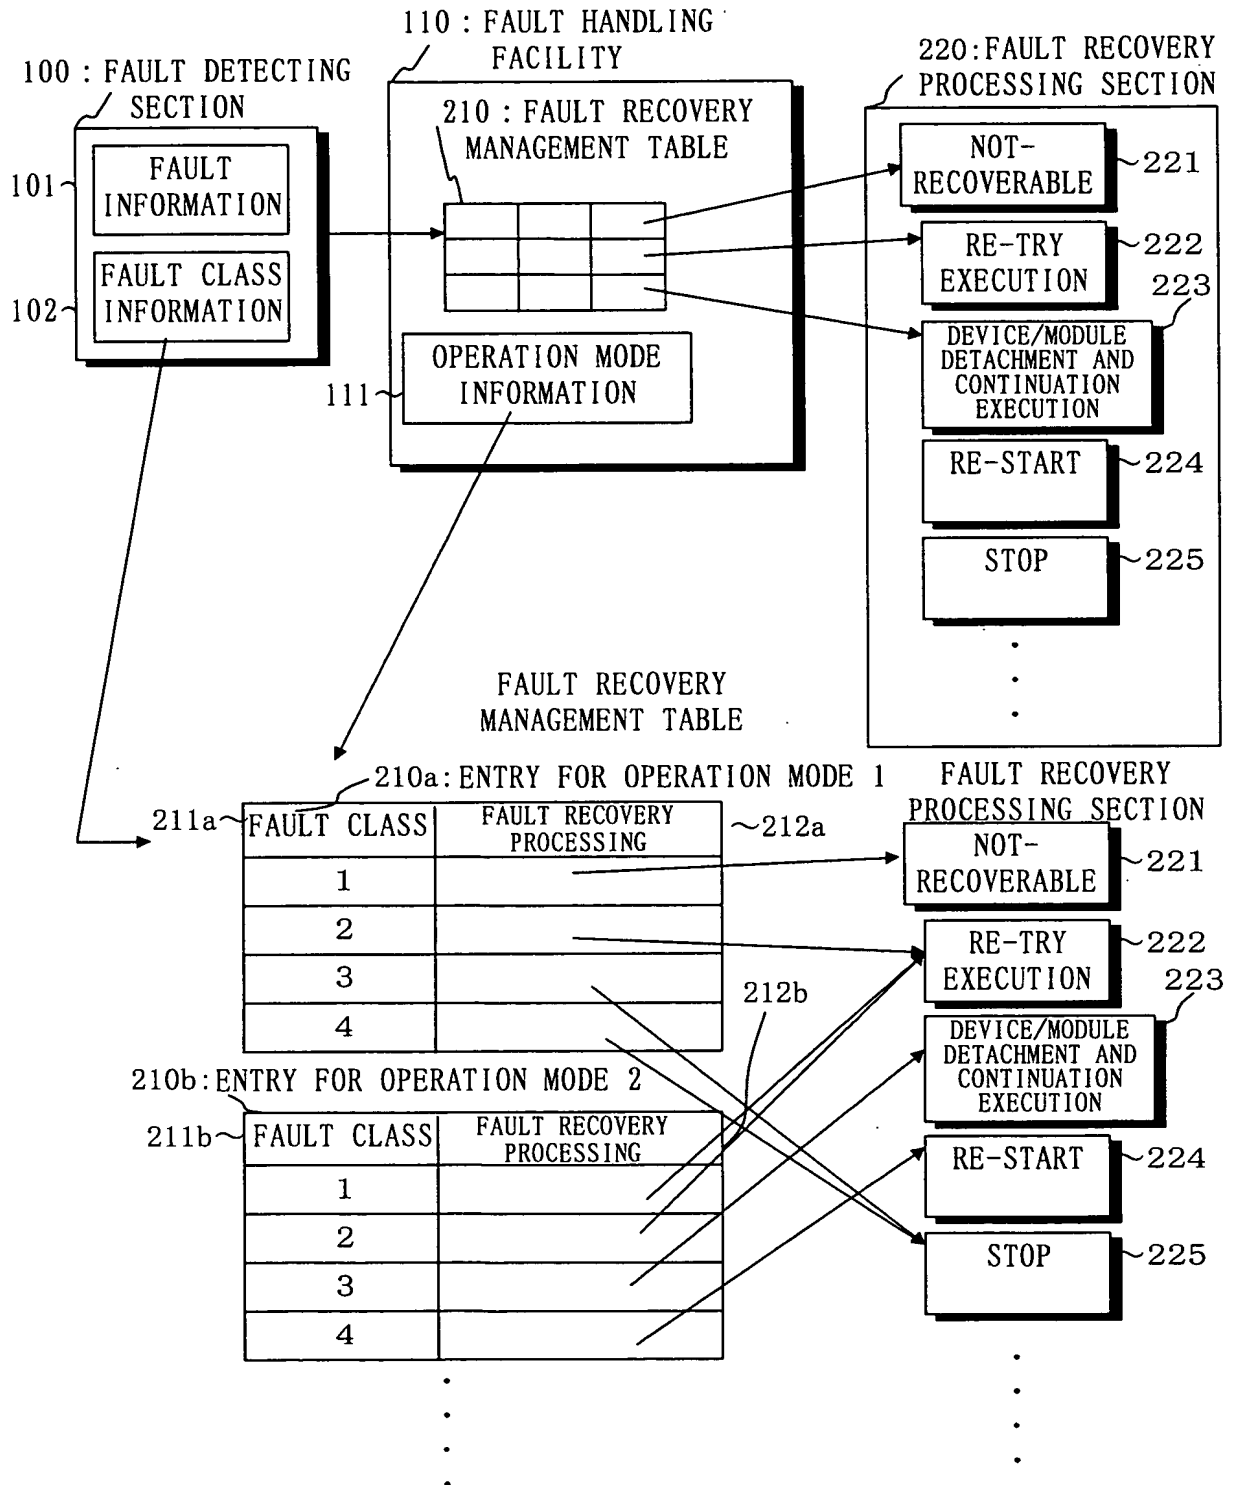 110 : FAULT HANDLING
FACILITY
100 : FAULT DETECTING
SECTION
220:FAULT RECOVERY
PROCESSING SECTION
FAULT
INFORMATION
101
FAULT CLASS
INFORMATION
102
210 : FAULT RECOVERY
MANAGEMENT TABLE
OPERATION MODE
INFORMATION
111
NOT-
RECOVERABLE
221
RE-TRY
EXECUTION
222
223
DEVICE/MODULE
DETACHMENT AND
CONTINUATION
EXECUTION
RE-START
224
STOP
225
FAULT RECOVERY
MANAGEMENT TABLE
210a:ENTRY FOR OPERATION MODE 1
211a
FAULT CLASS
FAULT RECOVERY
PROCESSING
212a
1
2
3
4
212b
210b:ENTRY FOR OPERATION MODE 2
211b
FAULT CLASS
FAULT RECOVERY
PROCESSING
1
2
3
4
FAULT RECOVERY
PROCESSING SECTION
NOT-
RECOVERABLE
221
RE-TRY
EXECUTION
222
223
DEVICE/MODULE
DETACHMENT AND
CONTINUATION
EXECUTION
RE-START
224
STOP
225